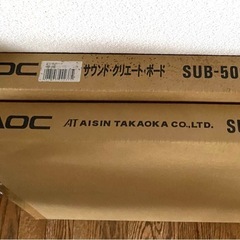 AOC サウンド・クリエート・ボード SUB-50
AOC AT AISIN TAKAOKA CO.,LTD. SU